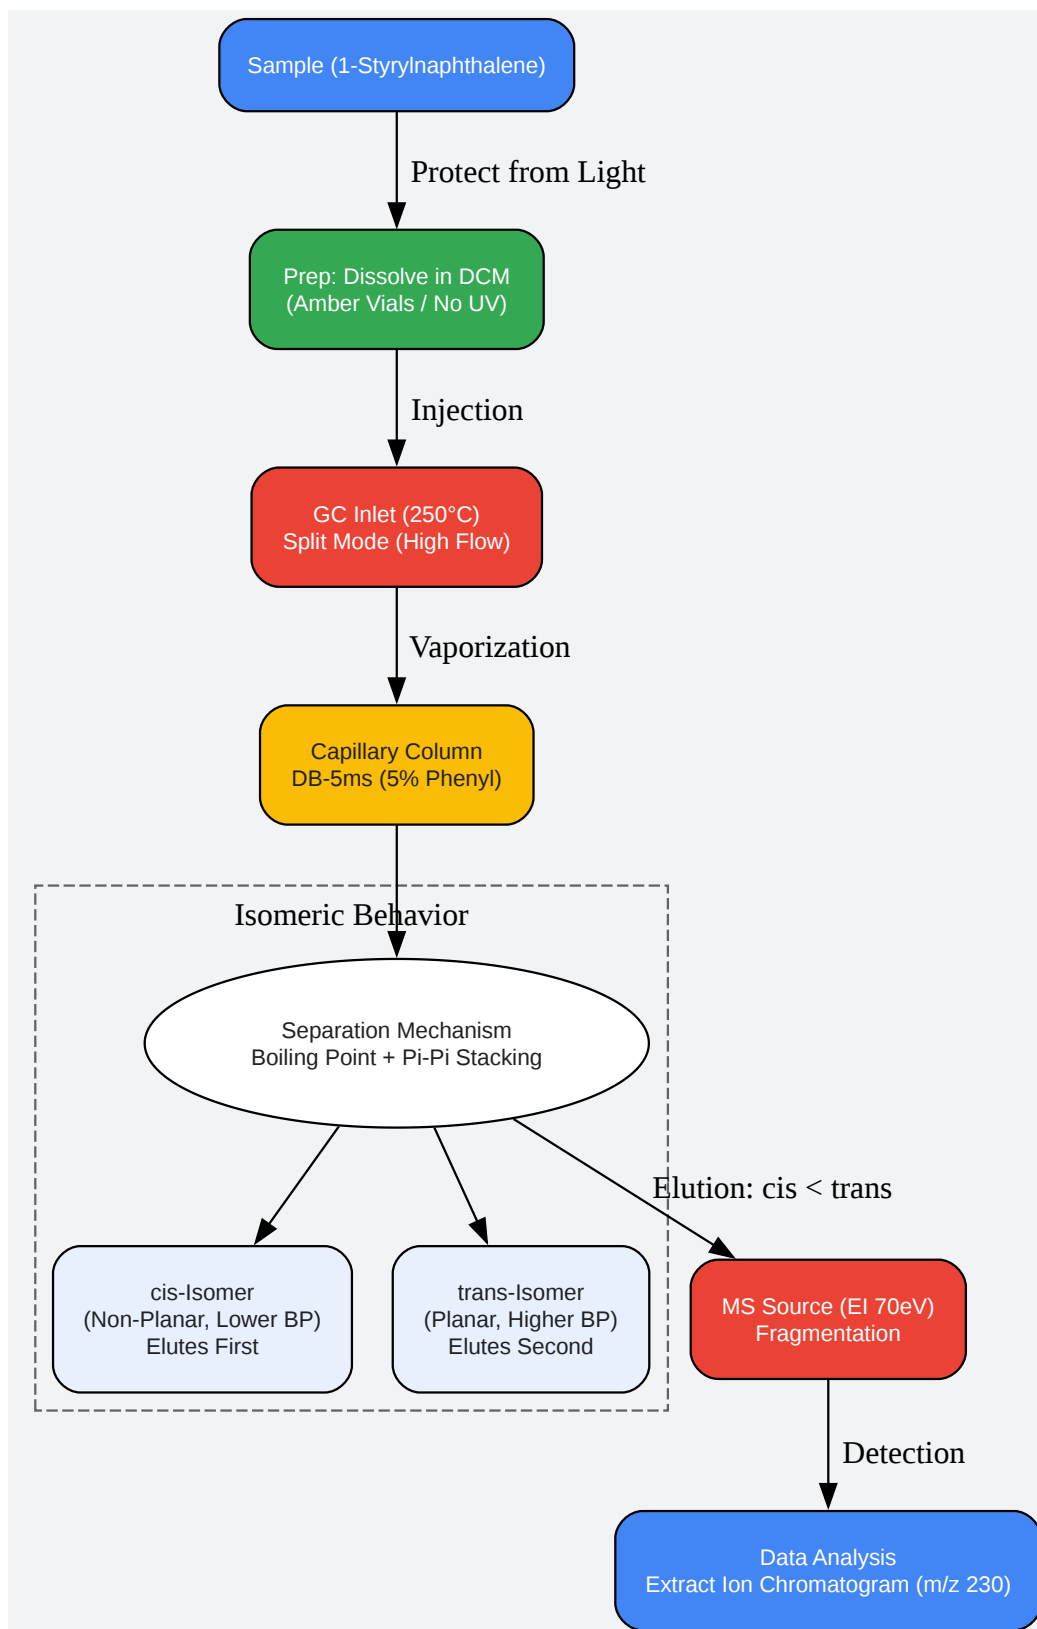 Sample (1-Styrylnaphthalene)
Protect from Light
Prep: Dissolve in DCM
(Amber Vials / No UV)
Injection
GC Inlet (250°C)
Split Mode (High Flow)
Vaporization
Capillary Column
DB-5ms (5% Phenyl)
Isomeric Behavior
Separation Mechanism
Boiling Point + Pi-Pi Stacking
Elution: cis < trans
cis-Isomer
(Non-Planar, Lower BP)
Elutes First
trans-Isomer
(Planar, Higher BP)
Elutes Second
MS Source (EI 70eV)
Fragmentation
Detection
Data Analysis
Extract Ion Chromatogram (m/z 230)